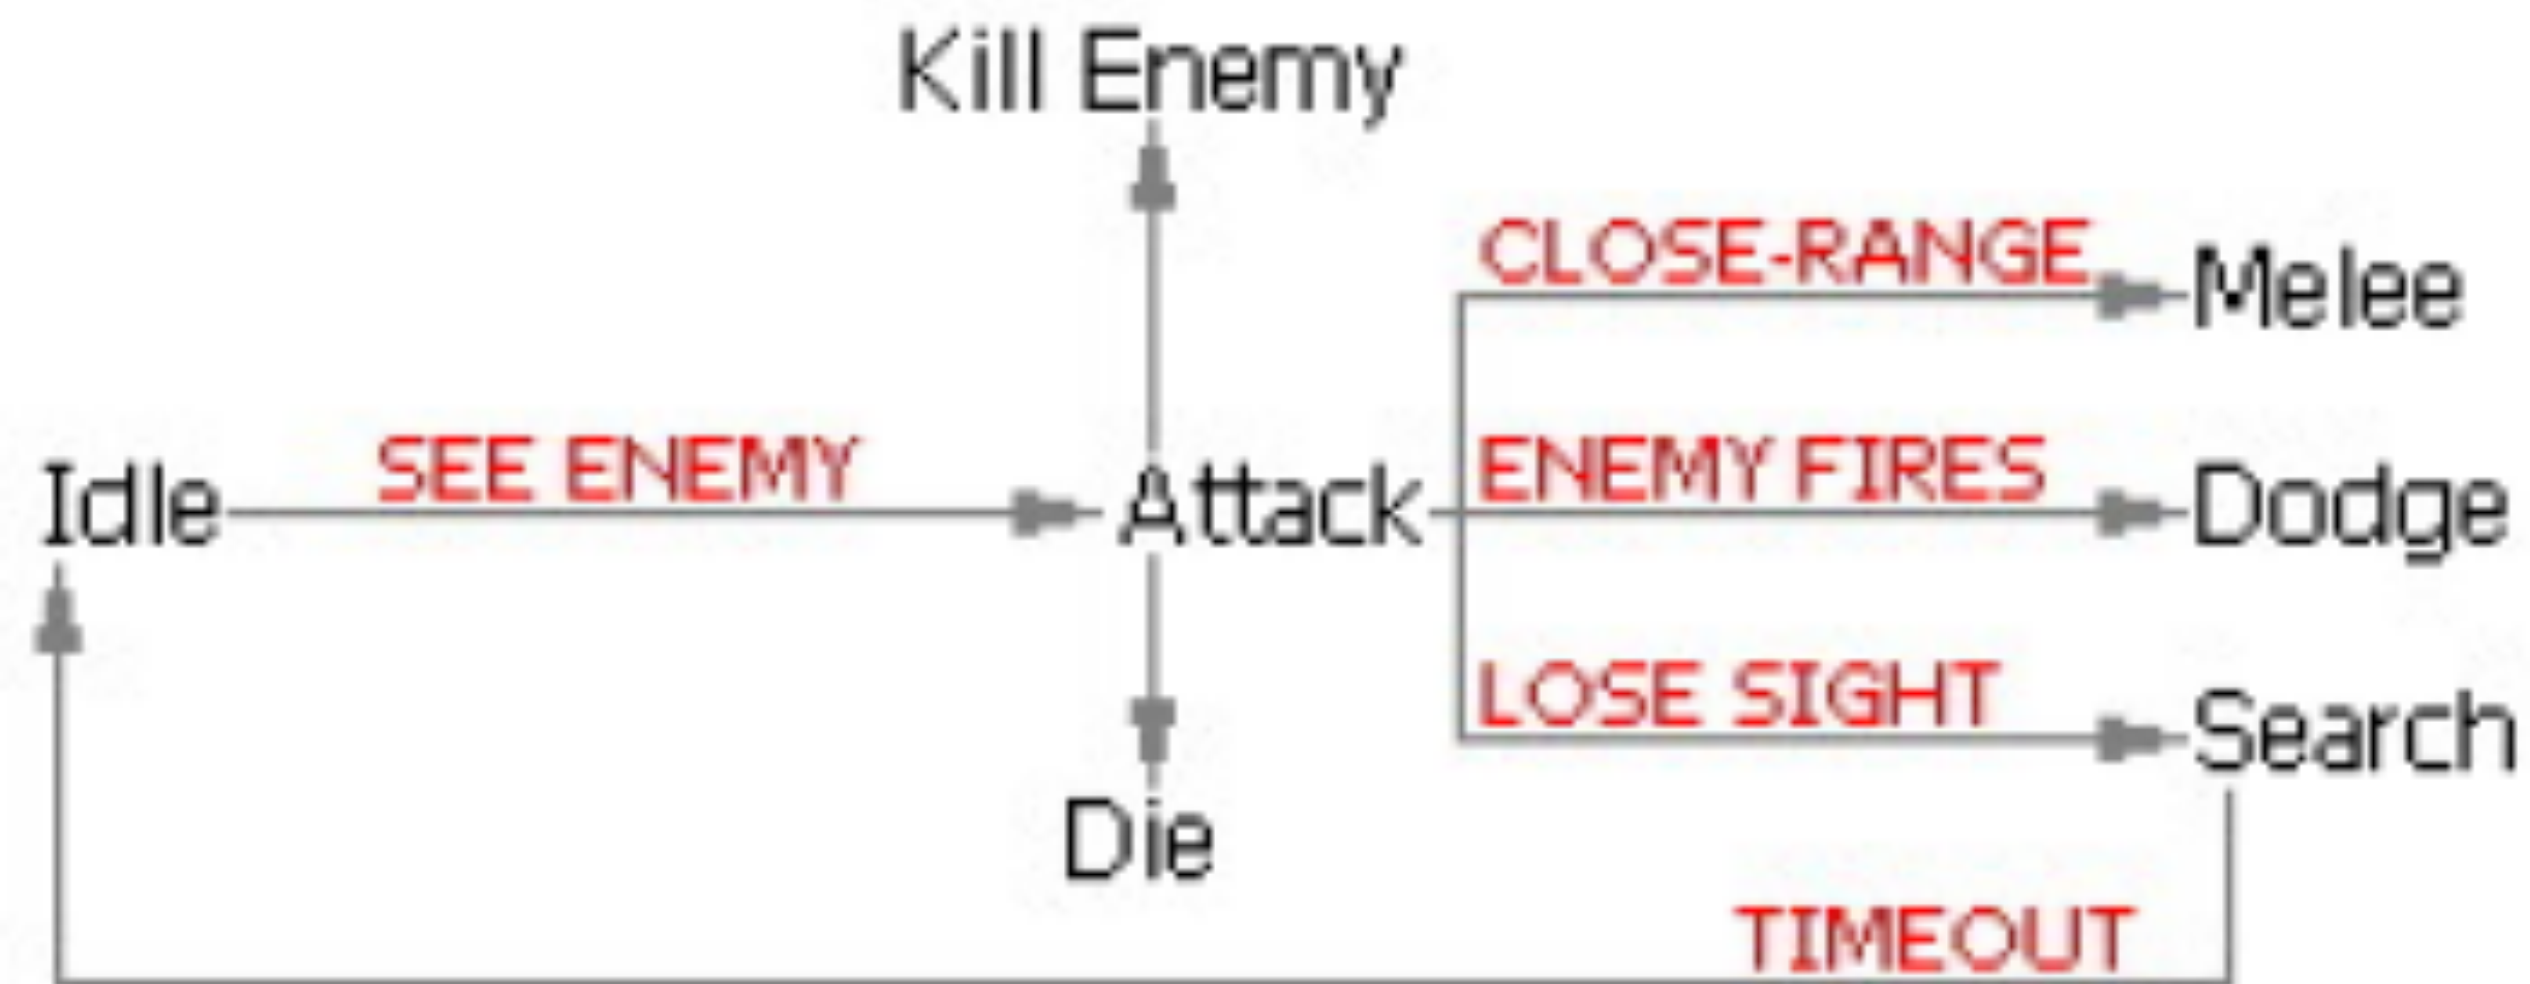 Kill Enemy
CLOSE-RANGE
Melee
Idle
SEE ENEMY
Attack
ENEMY FIRES
Dodge
LOSE SIGHT
Search
Die
TIMEOUT